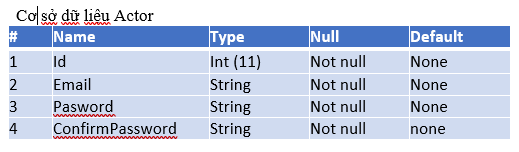 Cơ sở dữ liêu Actor
# Name Type Null Default
1 Id Int (11) Not null None
2 Email String Not null None
3 Pasword String Not null None
4 ConfirmPassword String Not null none